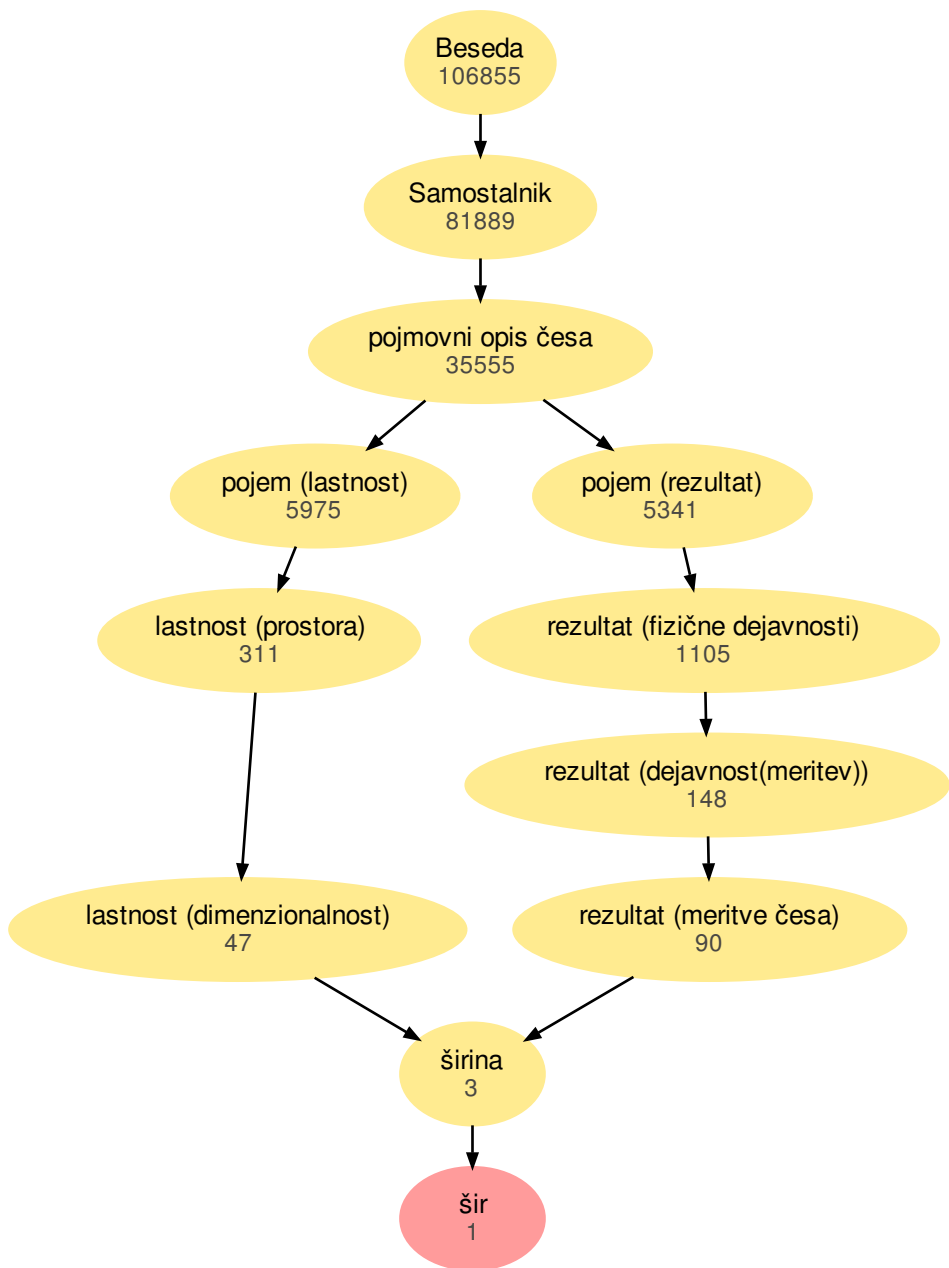 Beseda
106855
Samostalnik
81889
pojmovni opis česa
35555
pojem (lastnost)
5975
pojem (rezultat)
5341
lastnost (prostora)
311
rezultat (fizične dejavnosti)
1105
rezultat (dejavnost(meritev))
148
lastnost (dimenzionalnost)
47
rezultat (meritve česa)
90
širina
3
šir
1